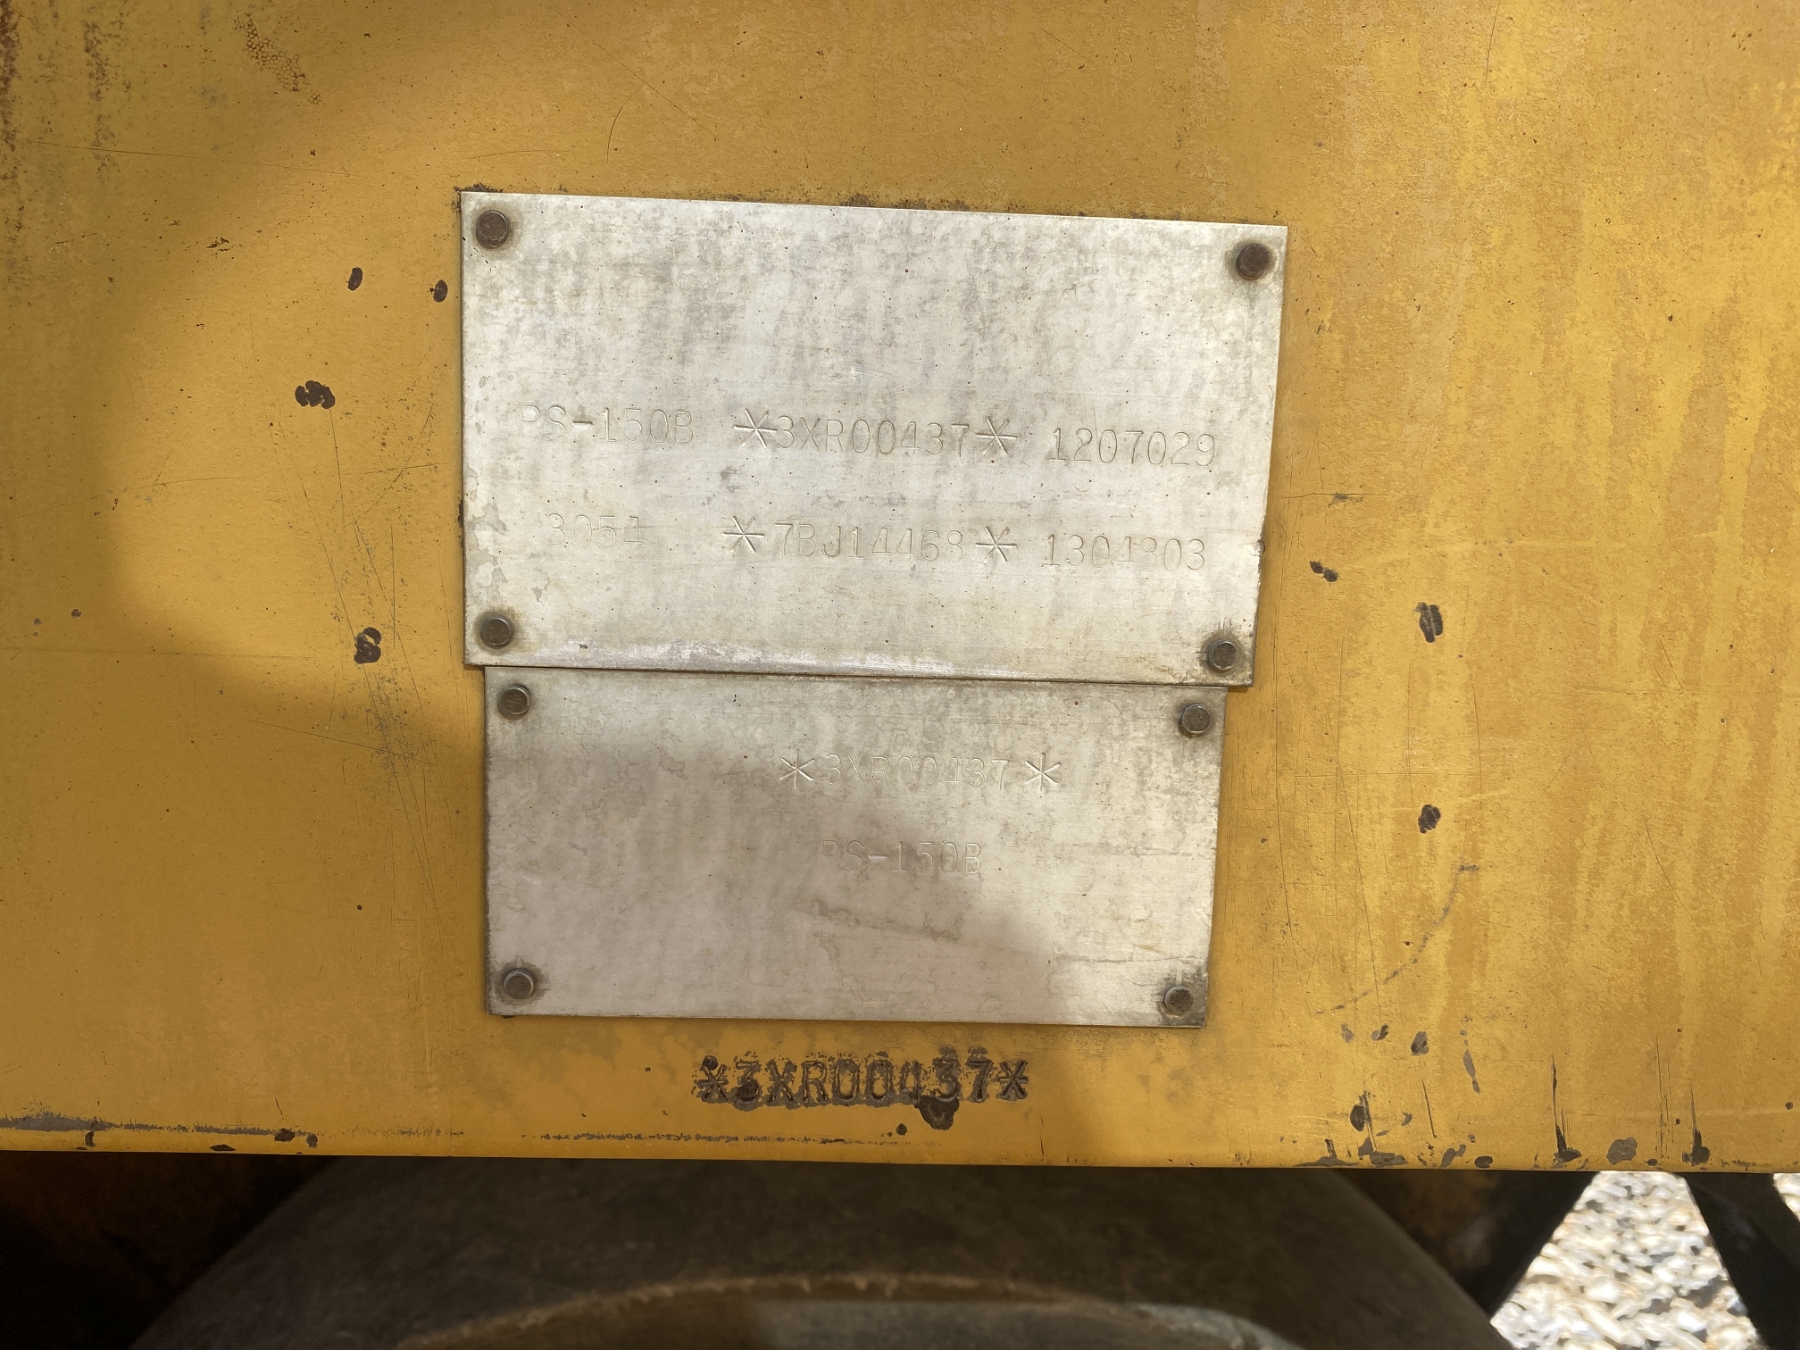 PS-150B *3XR00437* 1207029
3054 *7BJ14468* 1304803
*3XR00437*
PS-150B
*3XR00437*